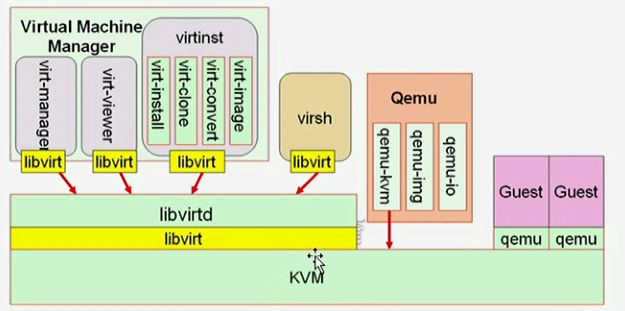 Virtual Machine
Manager
virt-manager
virt-viewer
virtinst
virt-install
virt-clone
virt-convert
virt-image
libvirt
libvirt
libvirt
virsh
libvirt
Qemu
qemu-kvm
qemu-img
qemu-io
libvirtd
libvirt
Guest
Guest
qemu
qemu
KVM